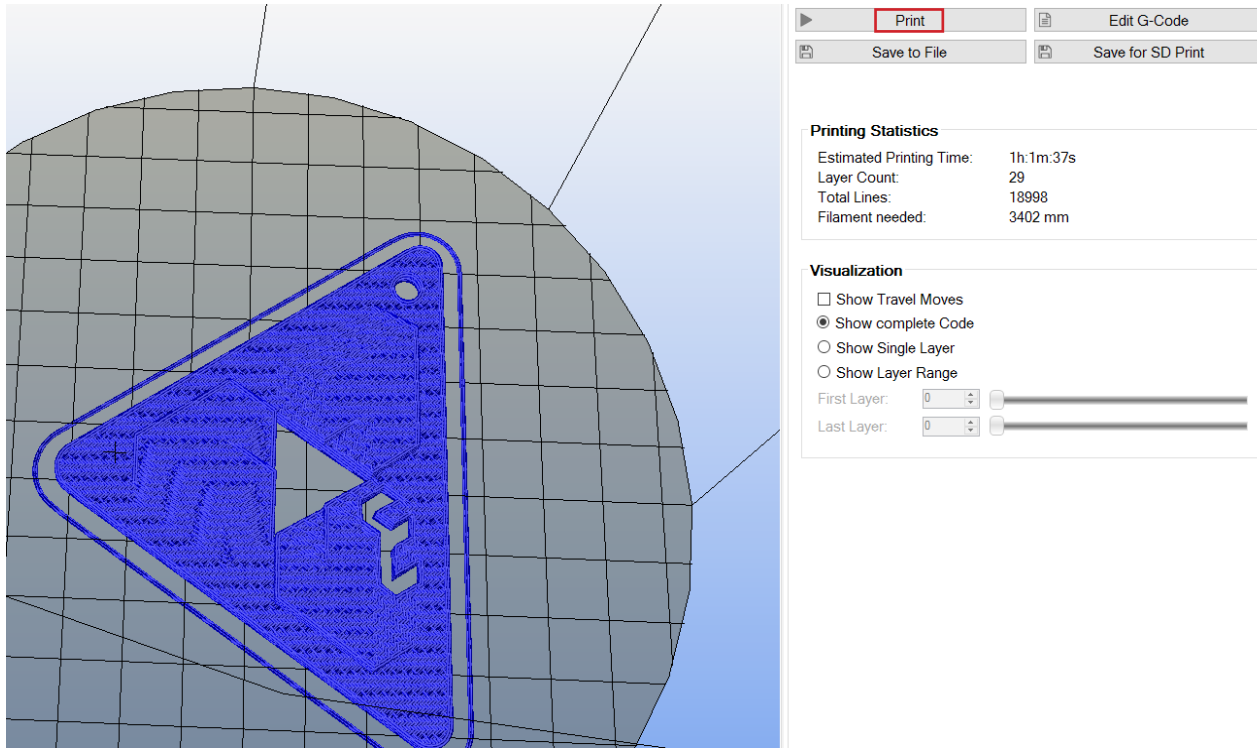 Print
Edit G-Code
Save to File
Save for SD Print
Printing Statistics
Estimated Printing Time: 1h:1m:37s
Layer Count: 29
Total Lines: 18998
Filament needed: 3402 mm
Visualization
Show Travel Moves
Show complete Code
Show Single Layer
Show Layer Range
First Layer: 0
Last Layer: 0